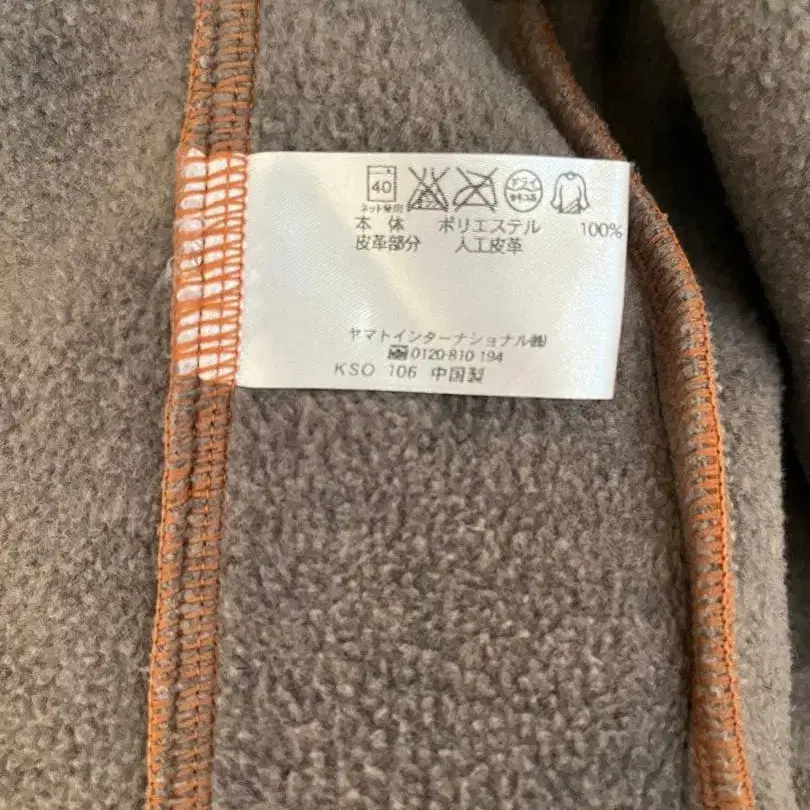 40
ネット使用
本体 ポリエステル 100%
皮革部分 人工皮革
ヤマトインターナショナル㈱
0120-810 194
KSO 106 中国製